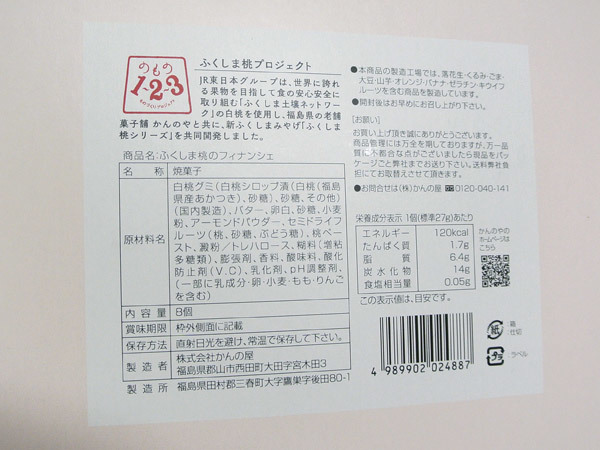 のもの
1-2-3
ふくしま桃プロジェクト
JR東日本グループは、世界に誇れ
る果物を目指して食の安心安全に
取り組む「ふくしま土壌ネットワー
ク」の白桃を使用し、福島県の老舗
菓子舗 かんのやと共に、新ふくしまみやげ「ふくしま
桃シリーズ」を共同開発しました。
商品名:ふくしま桃のフィナンシェ
名称 焼菓子
原材料名
白桃グミ(白桃シロップ漬(白桃(福島
県産あかつき)、砂糖)、砂糖、その他)
(国内製造)、バター、卵白、砂糖、小麦
粉、アーモンドパウダー、セミドライフ
ルーツ(桃、砂糖、ぶどう糖)、桃ペー
スト、澱粉/トレハロース、糊料(増粘
多糖類)、膨張剤、香料、酸味料、酸化
防止剤(V.C)、乳化剤、pH調整剤、
(一部に乳成分・卵・小麦・もも・りんご
を含む)
内容量 8個
賞味期限 枠外側面に記載
保存方法 直射日光を避け、常温で保存して下さい。
製造者 株式会社かんの屋
福島県郡山市西田町大田字宮木田3
製造所 福島県田村郡三春町大字鷹巣字後田80-1
●本商品の製造工場では、落花生・くるみ・ごま・
大豆・山芋・オレンジ・バナナ・ゼラチン・キウイフ
ルーツを含む商品を製造しています。
●開封後はお早めにお召し上がり下さい。
【お願い】
お買い上げ頂き誠にありがとうございます。
商品管理には万全を期しておりますが、万一品
質に不都合な点がございましたら現品をパッ
ケージごと弊社までお送り下さい。送料弊社負
担にてお取替えさせて頂きます。
●お問合せは(株)かんの屋 0120-040-141
栄養成分表示 1個(標準27g)あたり
エネルギー 120kcal
たんぱく質 1.7g
脂質 6.4g
炭水化物 14g
食塩相当量 0.05g
この表示値は、目安です。
かんのやの
ホームページは
こちら
紙 :箱
仕切
プラ :ラベル
4 989902 024887